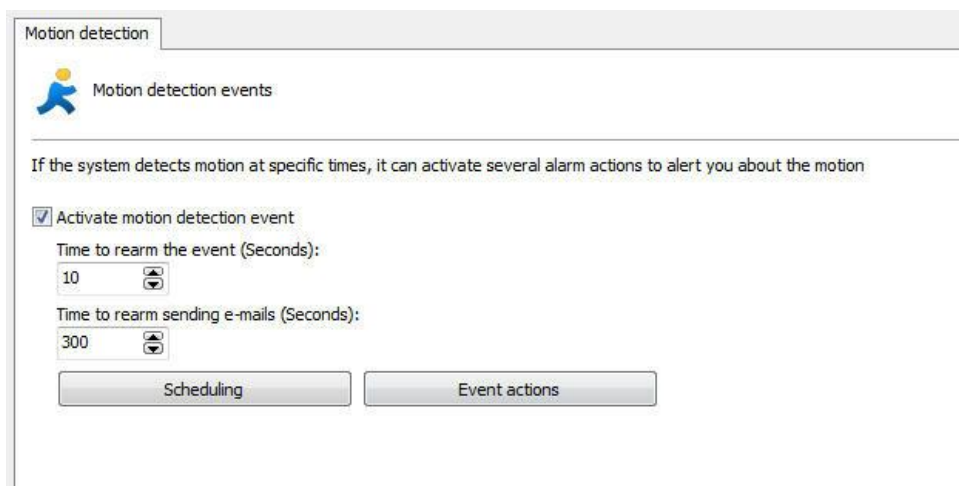 Motion detection
Motion detection events
If the system detects motion at specific times, it can activate several alarm actions to alert you about the motion
Activate motion detection event
Time to rearm the event (Seconds):
10
Time to rearm sending e-mails (Seconds):
300
Scheduling
Event actions